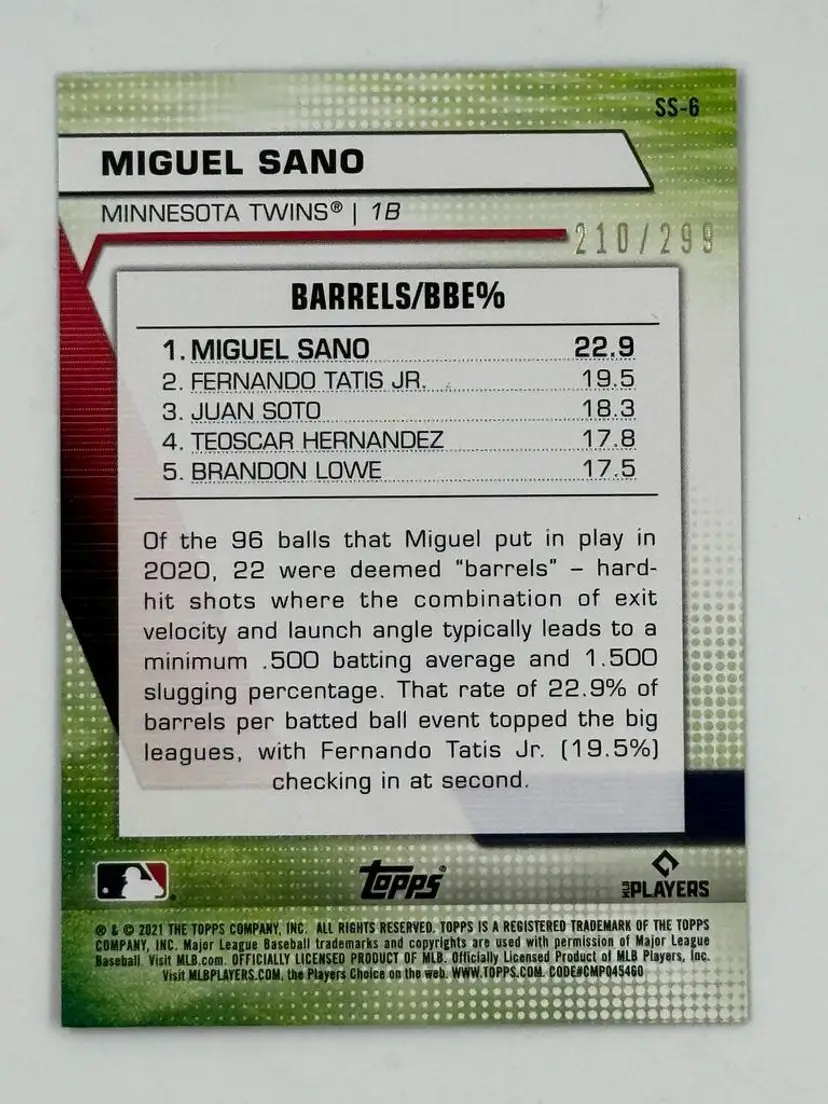 SS-6
MIGUEL SANO
MINNESOTA TWINS® | 1B
210/299
BARRELS/BBE%
1. MIGUEL SANO 22.9
2. FERNANDO TATIS JR. 19.5
3. JUAN SOTO 18.3
4. TEOSCAR HERNANDEZ 17.8
5. BRANDON LOWE 17.5
Of the 96 balls that Miguel put in play in
2020, 22 were deemed "barrels" – hard-
hit shots where the combination of exit
velocity and launch angle typically leads to a
minimum .500 batting average and 1.500
slugging percentage. That rate of 22.9% of
barrels per batted ball event topped the big
leagues, with Fernando Tatis Jr. (19.5%)
checking in at second.
Topps®
MLB PLAYERS
® & © 2021 THE TOPPS COMPANY, INC. ALL RIGHTS RESERVED. TOPPS IS A REGISTERED TRADEMARK OF THE TOPPS
COMPANY, INC. Major League Baseball trademarks and copyrights are used with permission of Major League
Baseball. Visit MLB.com. OFFICIALLY LICENSED PRODUCT OF MLB. Officially Licensed Product of MLB Players, Inc.
Visit MLBPLAYERS.COM, the Players Choice on the web. WWW.TOPPS.COM. CODE#CMP045460